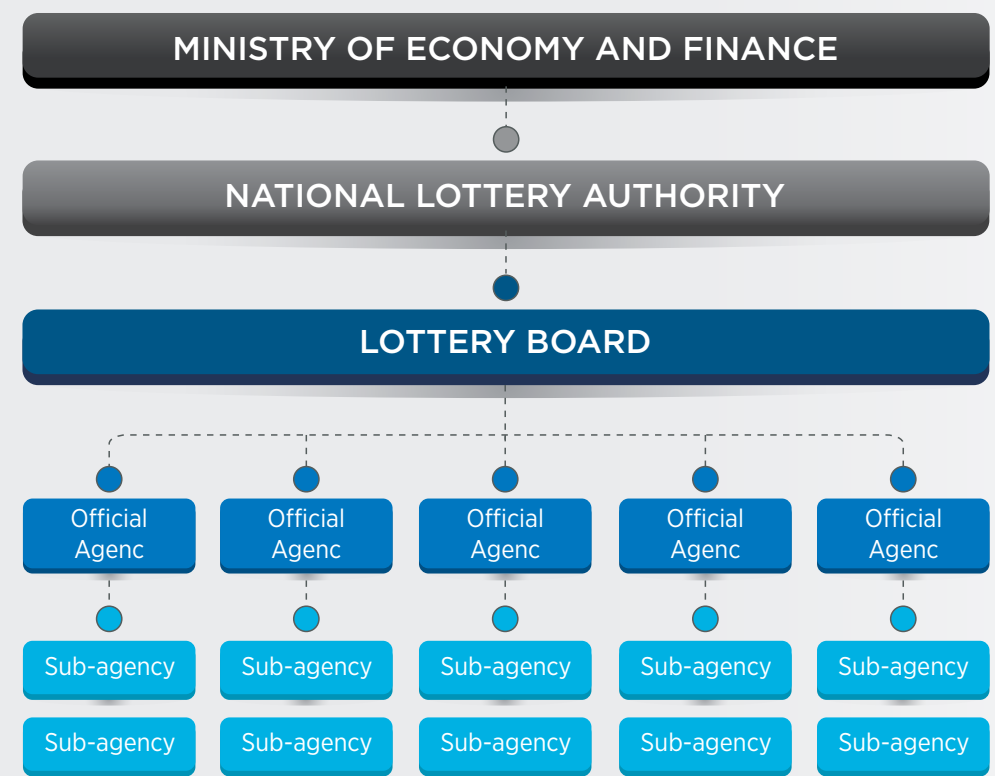 MINISTRY OF ECONOMY AND FINANCE
NATIONAL LOTTERY AUTHORITY
LOTTERY BOARD
Official
Agenc
Official
Agenc
Official
Agenc
Official
Agenc
Official
Agenc
Sub-agency
Sub-agency
Sub-agency
Sub-agency
Sub-agency
Sub-agency
Sub-agency
Sub-agency
Sub-agency
Sub-agency